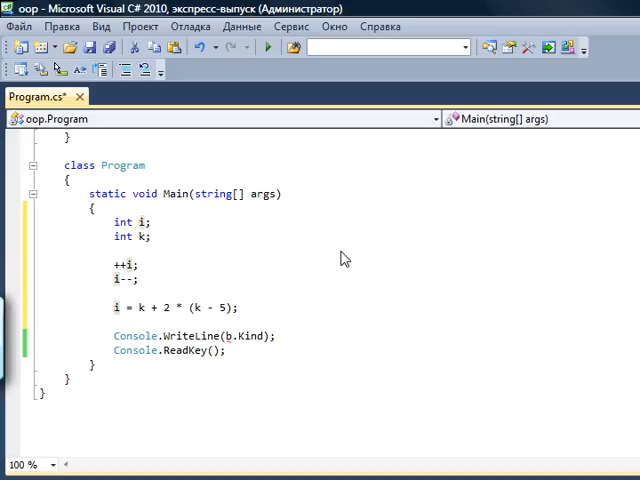 oop - Microsoft Visual C# 2010, экспресс-выпуск (Администратор)
Файл Правка Вид Проект Отладка Данные Сервис Окно Справка
Program.cs*
oop.Program Main(string[] args)
}
class Program
{
static void Main(string[] args)
{
int i;
int k;
++i;
i--;
i = k + 2 * (k - 5);
Console.WriteLine(b.Kind);
Console.ReadKey();
}
}
}
100 %